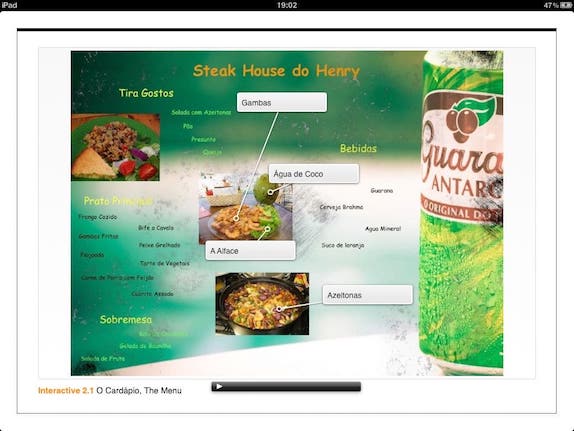 iPad
19:02
47%
Steak House do Henry
Tira Gostos
Salada com Azeitonas
Pão
Presunto
Queijo
Gambas
Água de Coco
A Alface
Azeitonas
Bebidas
Guarana
Cerveja Brahma
Agua Mineral
Suco de laranja
Guara
ANTARC
O ORIGINAL DO
Prato Principal
Frango Cozido
Bife a Cavalo
Gambas Fritas
Peixe Grelhado
Feijoada
Torta de Vegetais
Carne de Porco com Feijão
Cabrito Assado
Sobremesa
Gelado de Baunilha
Salada de Fruta
Interactive 2.1 O Cardápio, The Menu